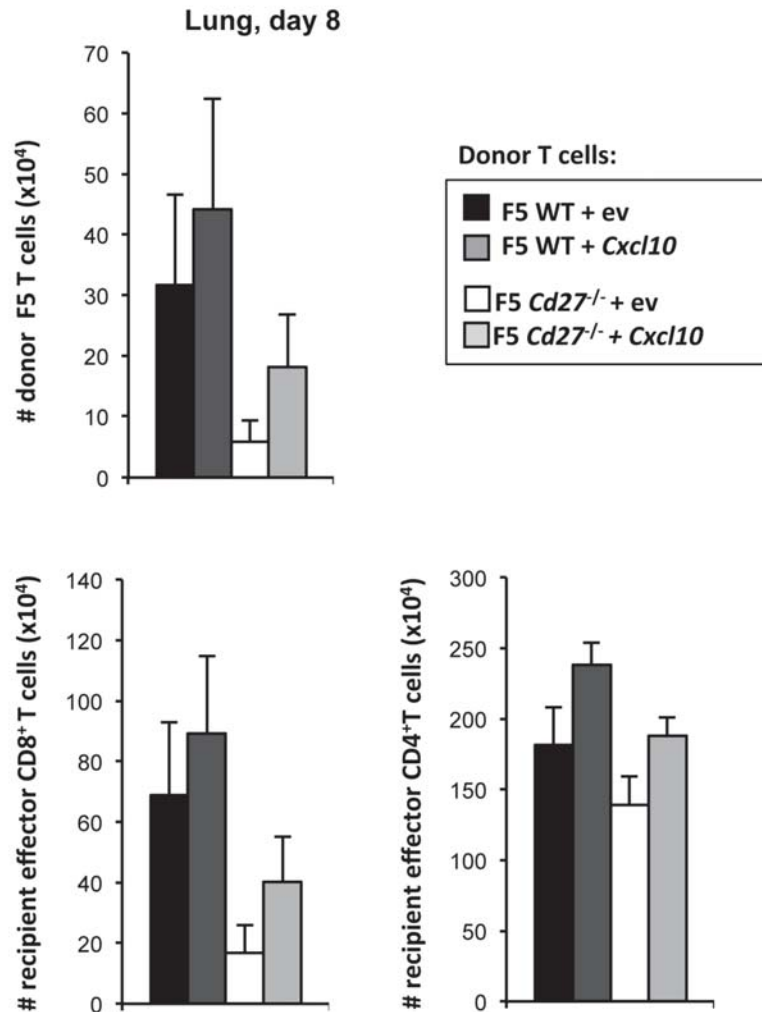 Lung, day 8
# donor F5 T cells (x10⁴)
70
60
50
40
30
20
10
0
Donor T cells:
F5 WT + ev
F5 WT + Cxcl10
F5 Cd27⁻/⁻ + ev
F5 Cd27⁻/⁻ + Cxcl10
# recipient effector CD8⁺ T cells (x10⁴)
140
120
100
80
60
40
20
0
# recipient effector CD4⁺T cells (x10⁴)
300
250
200
150
100
50
0